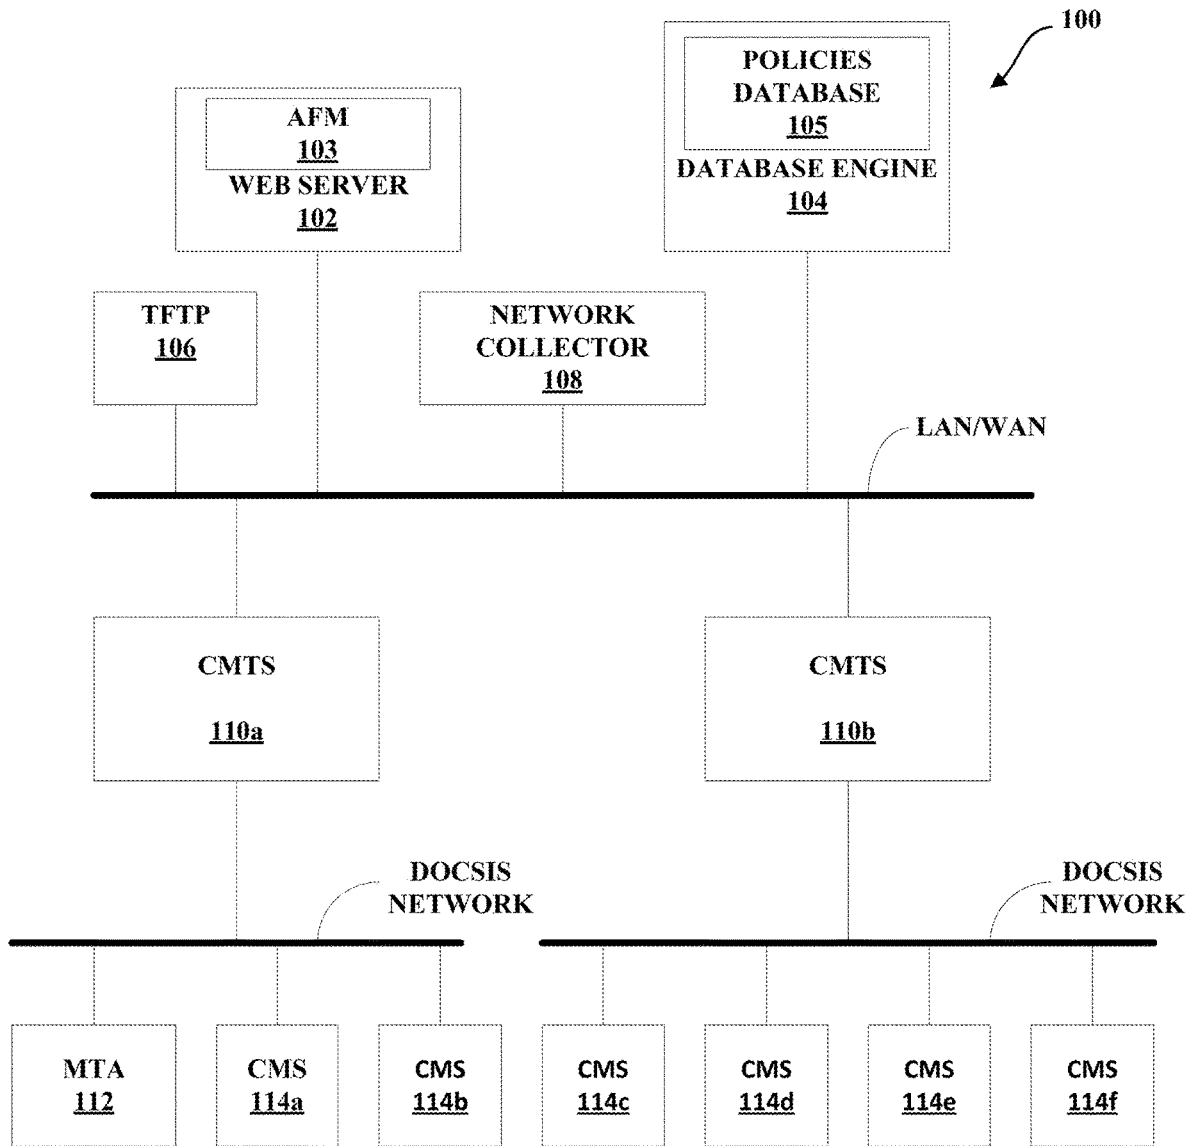 100
POLICIES
DATABASE
105
DATABASE ENGINE
104
AFM
103
WEB SERVER
102
TFTP
106
NETWORK
COLLECTOR
108
LAN/WAN
CMTS
110a
CMTS
110b
DOCSIS
NETWORK
DOCSIS
NETWORK
MTA
112
CMS
114a
CMS
114b
CMS
114c
CMS
114d
CMS
114e
CMS
114f